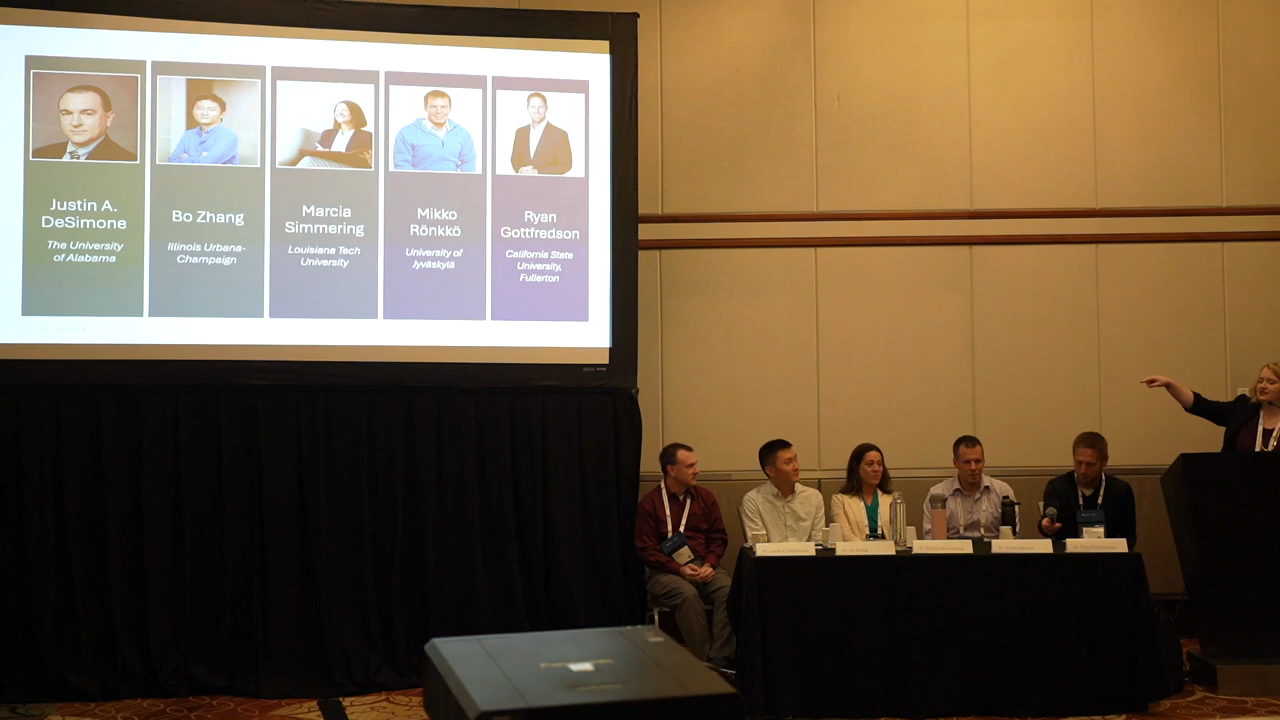 Justin A.
DeSimone
The University
of Alabama
Bo Zhang
Illinois Urbana-
Champaign
Marcia
Simmering
Louisiana Tech
University
Mikko
Rönkkö
University of
Jyväskylä
Ryan
Gottfredson
California State
University,
Fullerton